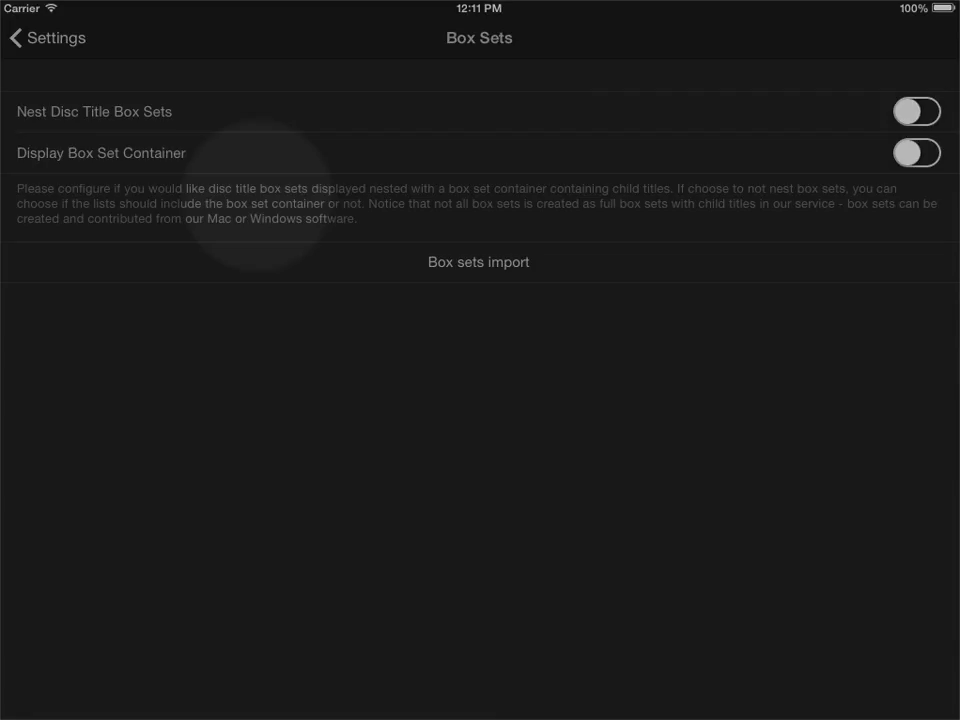 Carrier 12:11 PM 100%
Settings Box Sets
Nest Disc Title Box Sets
Display Box Set Container
Please configure if you would like disc title box sets displayed nested with a box set container containing child titles. If choose to not nest box sets, you can
choose if the lists should include the box set container or not. Notice that not all box sets is created as full box sets with child titles in our service - box sets can be
created and contributed from our Mac or Windows software.
Box sets import